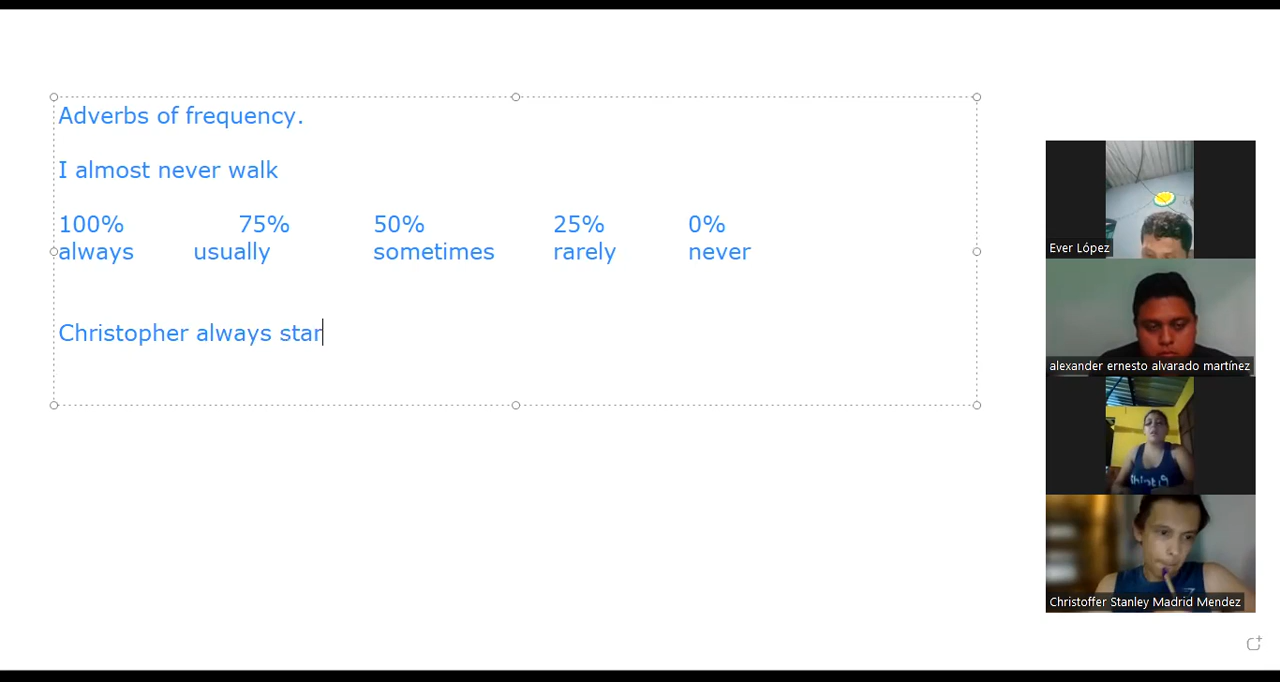 Adverbs of frequency.
I almost never walk
100% 75% 50% 25% 0%
always usually sometimes rarely never
Christopher always star
Ever López
alexander ernesto alvarado martínez
Christoffer Stanley Madrid Mendez